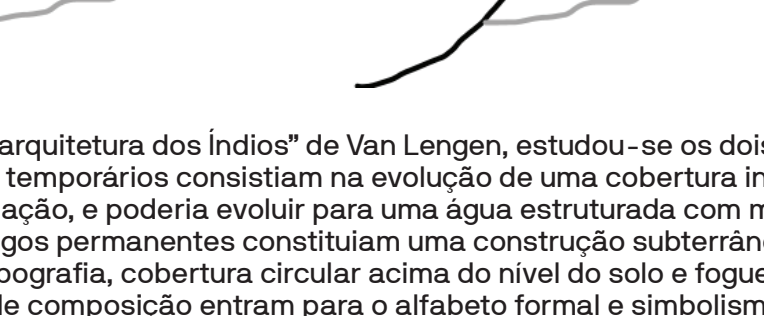 arquitetura dos Índios” de Van Lengen, estudou-se os dois
temporários consistiam na evolução de uma cobertura in
ação, e poderia evoluir para uma água estruturada com m
gos permanentes constituiam uma construção subterrân
pografia, cobertura circular acima do nível do solo e fogue
de composição entram para o alfabeto formal e simbolism